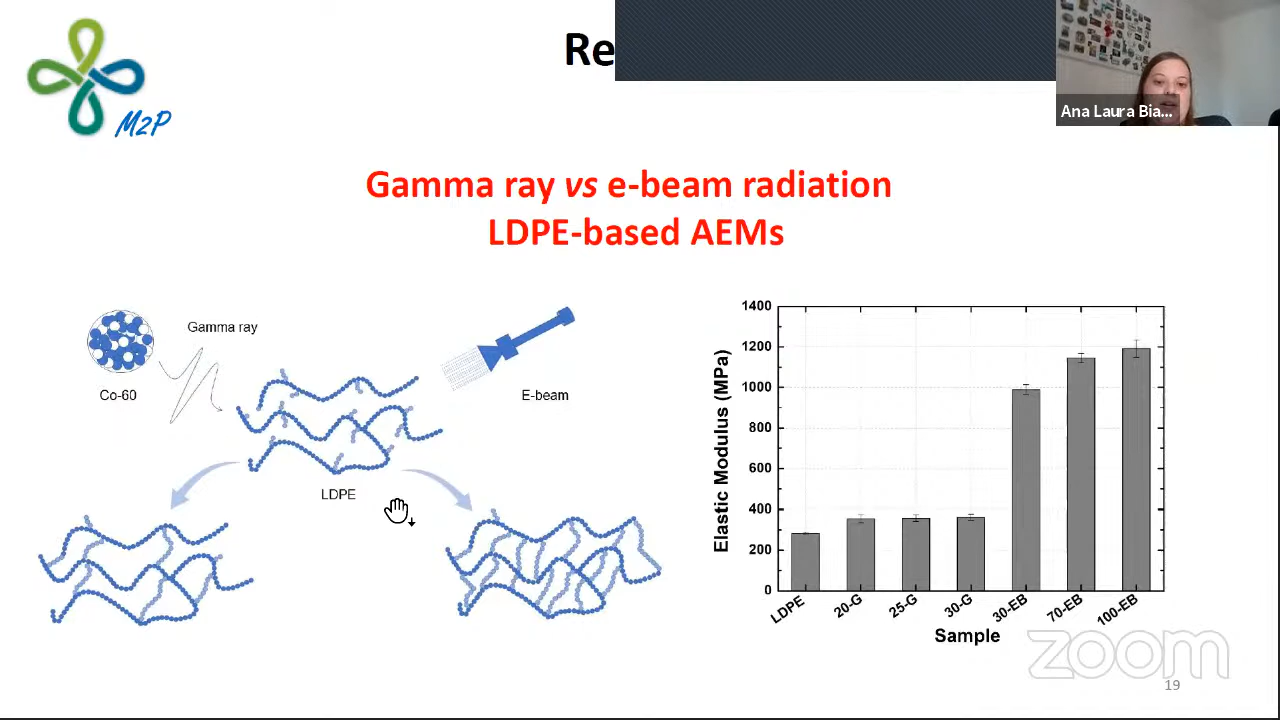 Re
Ana Laura Bia...
M2P
Gamma ray vs e-beam radiation
LDPE-based AEMs
Gamma ray
Co-60
E-beam
LDPE
Elastic Modulus (MPa)
1400
1200
1000
800
600
400
200
0
LDPE
20-G
25-G
30-G
30-EB
70-EB
100-EB
Sample
zoom
19